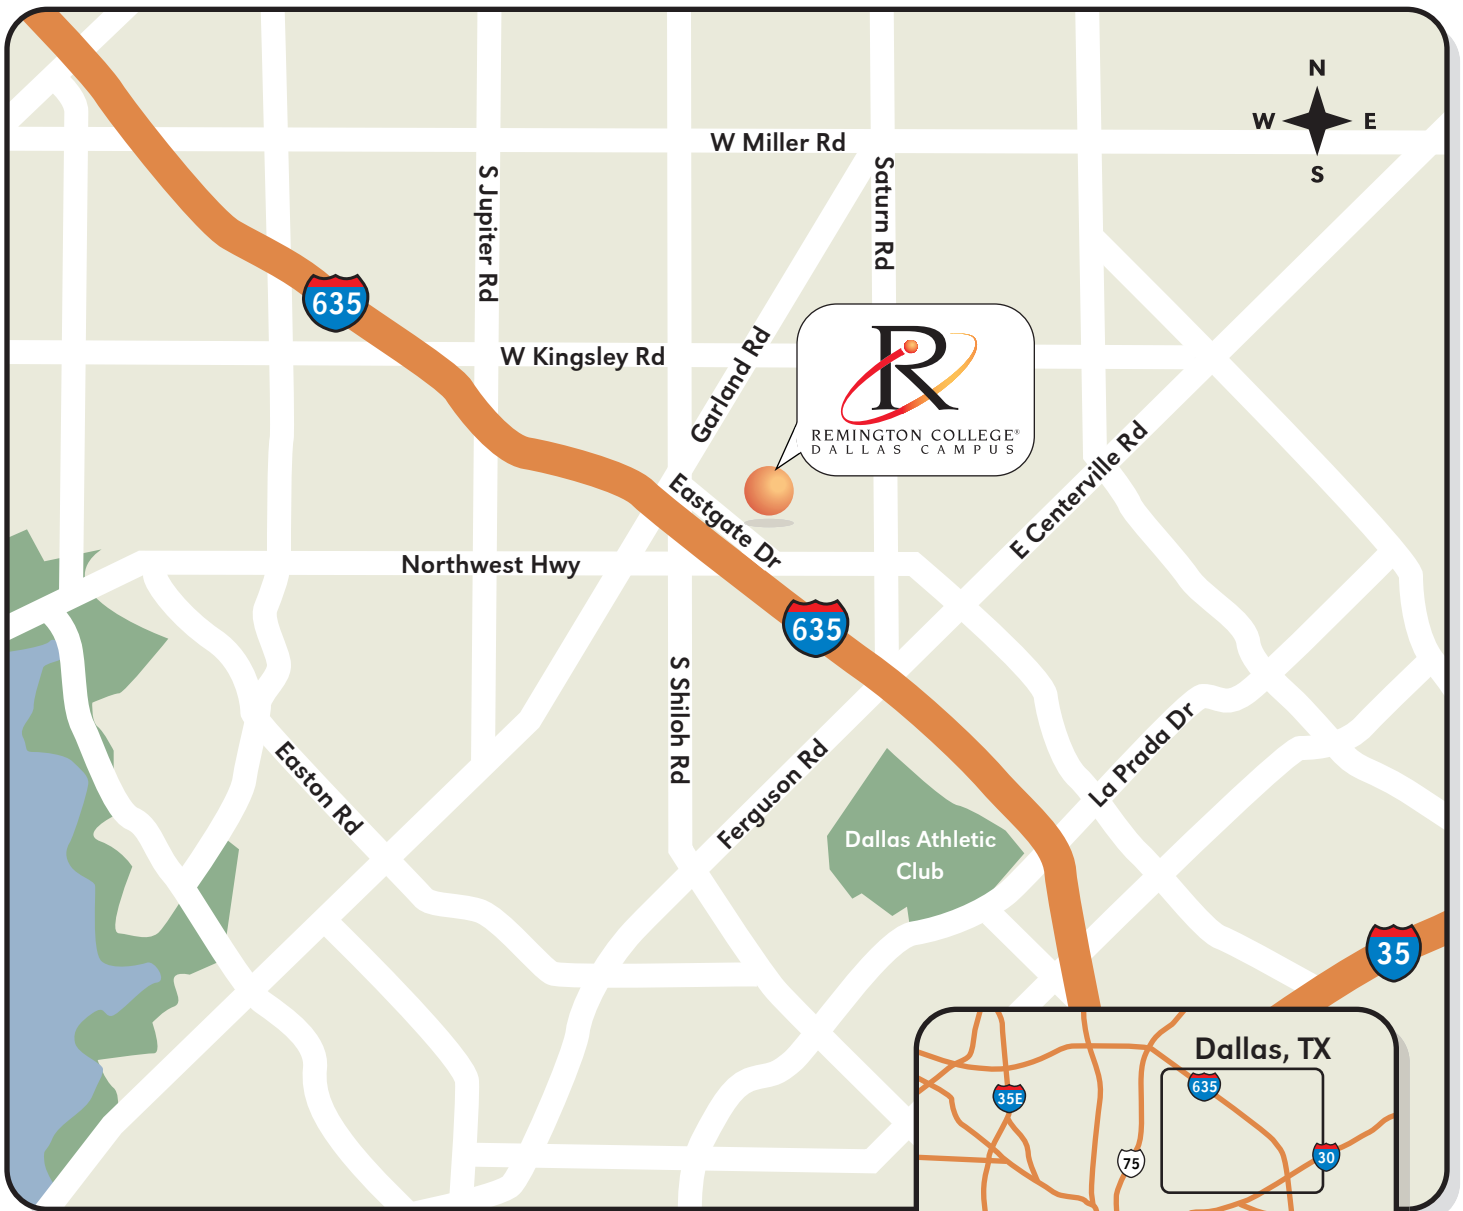 N
W E
S
W Miller Rd
S Jupiter Rd
Saturn Rd
635
W Kingsley Rd
Garland Rd
R
REMINGTON COLLEGE®
DALLAS CAMPUS
E Centerville Rd
Eastgate Dr
Northwest Hwy
635
S Shiloh Rd
Easton Rd
Ferguson Rd
La Prada Dr
Dallas Athletic
Club
35
Dallas, TX
635
35E
75
30